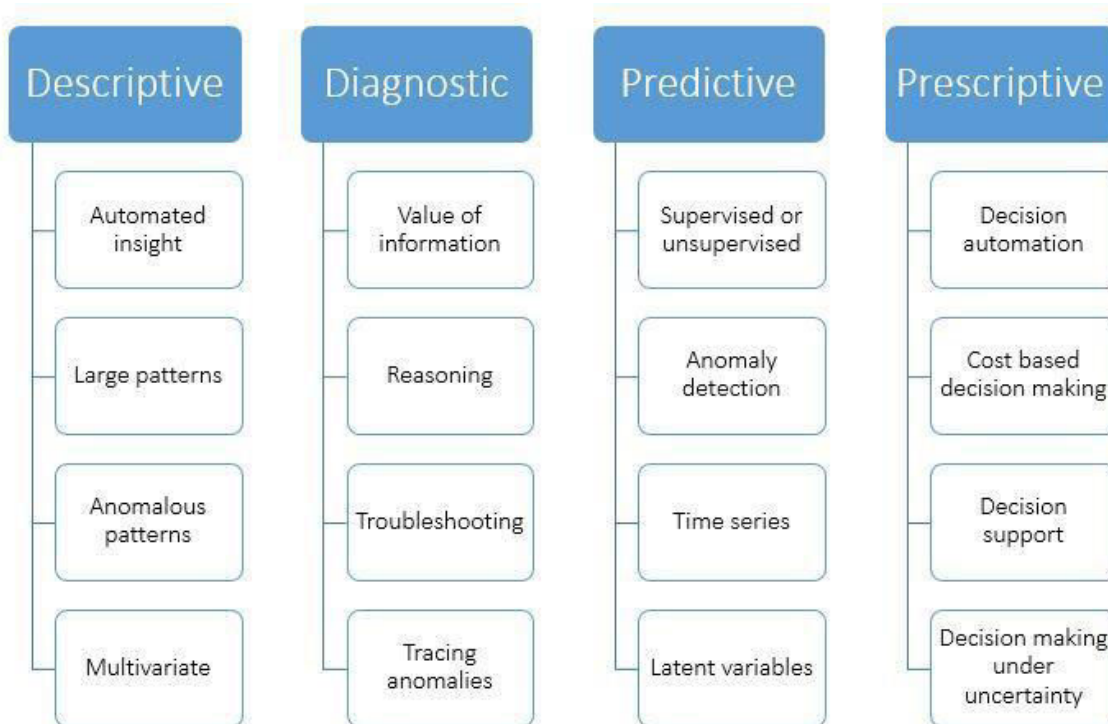 Descriptive
Automated
insight
Large patterns
Anomalous
patterns
Multivariate
Diagnostic
Value of
information
Reasoning
Troubleshooting
Tracing
anomalies
Predictive
Supervised or
unsupervised
Anomaly
detection
Time series
Latent variables
Prescriptive
Decision
automation
Cost based
decision making
Decision
support
Decision making
under
uncertainty